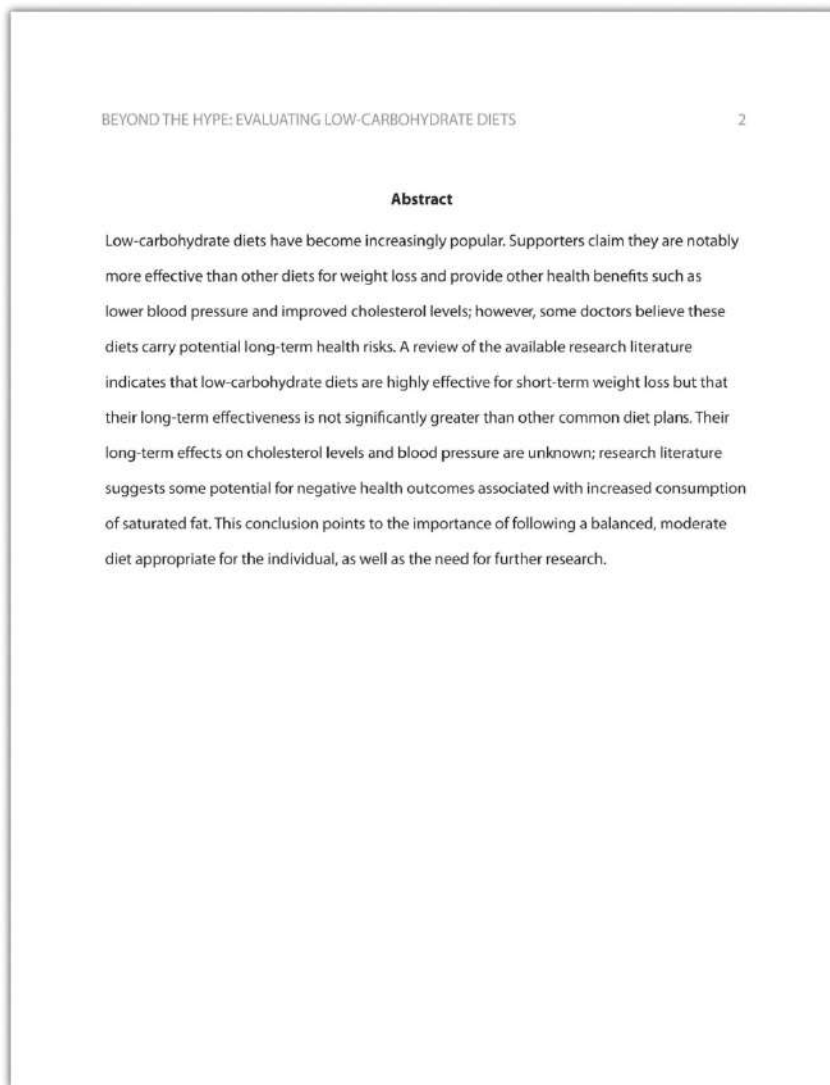 BEYOND THE HYPE: EVALUATING LOW-CARBOHYDRATE DIETS 2
Abstract
Low-carbohydrate diets have become increasingly popular. Supporters claim they are notably
more effective than other diets for weight loss and provide other health benefits such as
lower blood pressure and improved cholesterol levels; however, some doctors believe these
diets carry potential long-term health risks. A review of the available research literature
indicates that low-carbohydrate diets are highly effective for short-term weight loss but that
their long-term effectiveness is not significantly greater than other common diet plans. Their
long-term effects on cholesterol levels and blood pressure are unknown; research literature
suggests some potential for negative health outcomes associated with increased consumption
of saturated fat. This conclusion points to the importance of following a balanced, moderate
diet appropriate for the individual, as well as the need for further research.